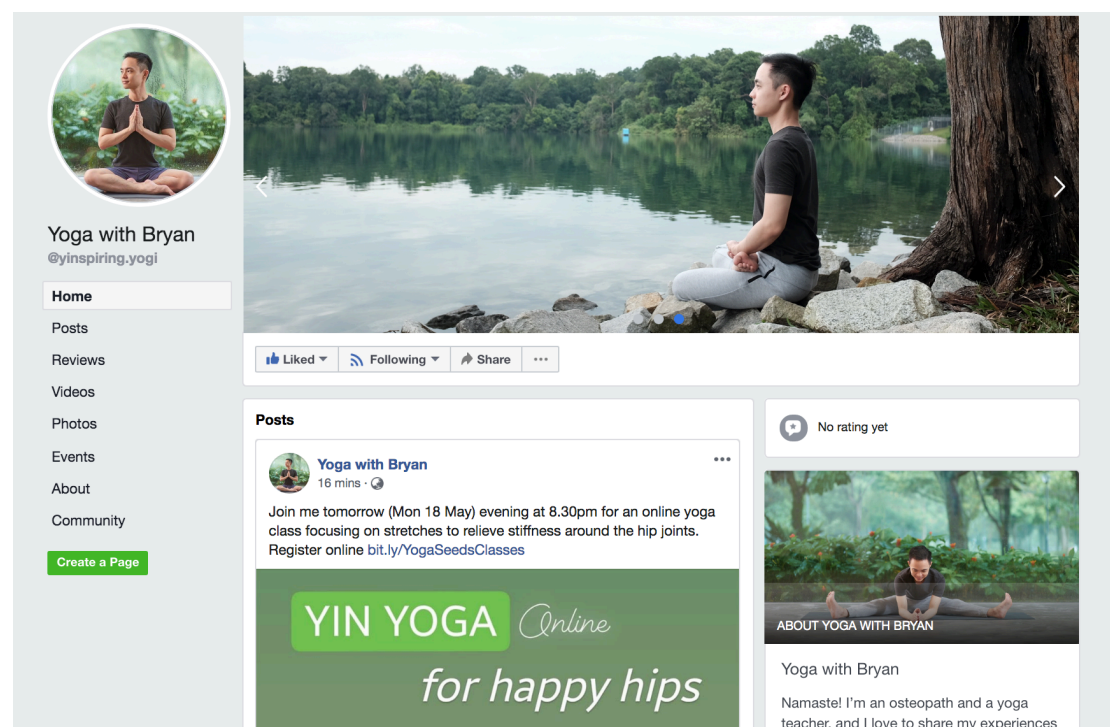 Yoga with Bryan
@yinspiring.yogi
Home
Posts
Reviews
Videos
Photos
Events
About
Community
Create a Page
Liked
Following
Share
Posts
Yoga with Bryan
16 mins ·
Join me tomorrow (Mon 18 May) evening at 8.30pm for an online yoga
class focusing on stretches to relieve stiffness around the hip joints.
Register online bit.ly/YogaSeedsClasses
YIN YOGA Online
for happy hips
No rating yet
ABOUT YOGA WITH BRYAN
Yoga with Bryan
Namaste! I'm an osteopath and a yoga
teacher, and I love to share my experiences